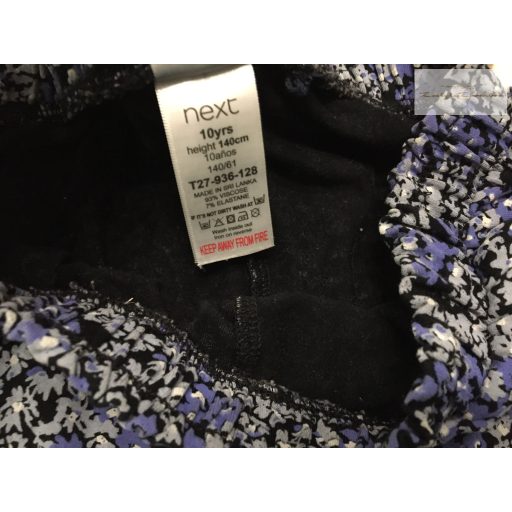 next
10yrs
height 140cm
10años
140/61
T27-936-128
MADE IN SRI LANKA
93% VISCOSE
7% ELASTANE
IF IT'S NOT DIRTY WASH AT
Wash inside out
Iron on reverse
KEEP AWAY FROM FIRE